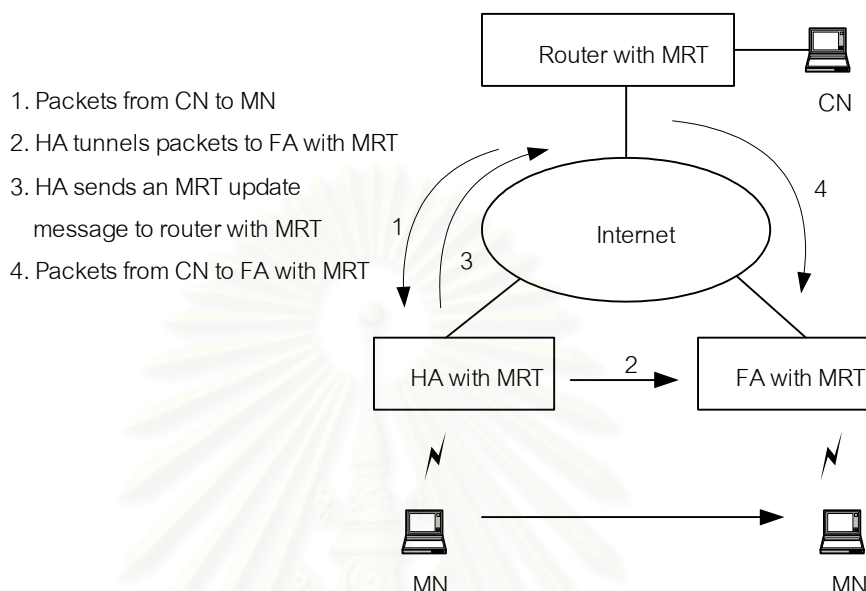 Router with MRT
CN
1. Packets from CN to MN
2. HA tunnels packets to FA with MRT
3. HA sends an MRT update
message to router with MRT
4. Packets from CN to FA with MRT
1
3
4
Internet
HA with MRT
2
FA with MRT
MN
MN